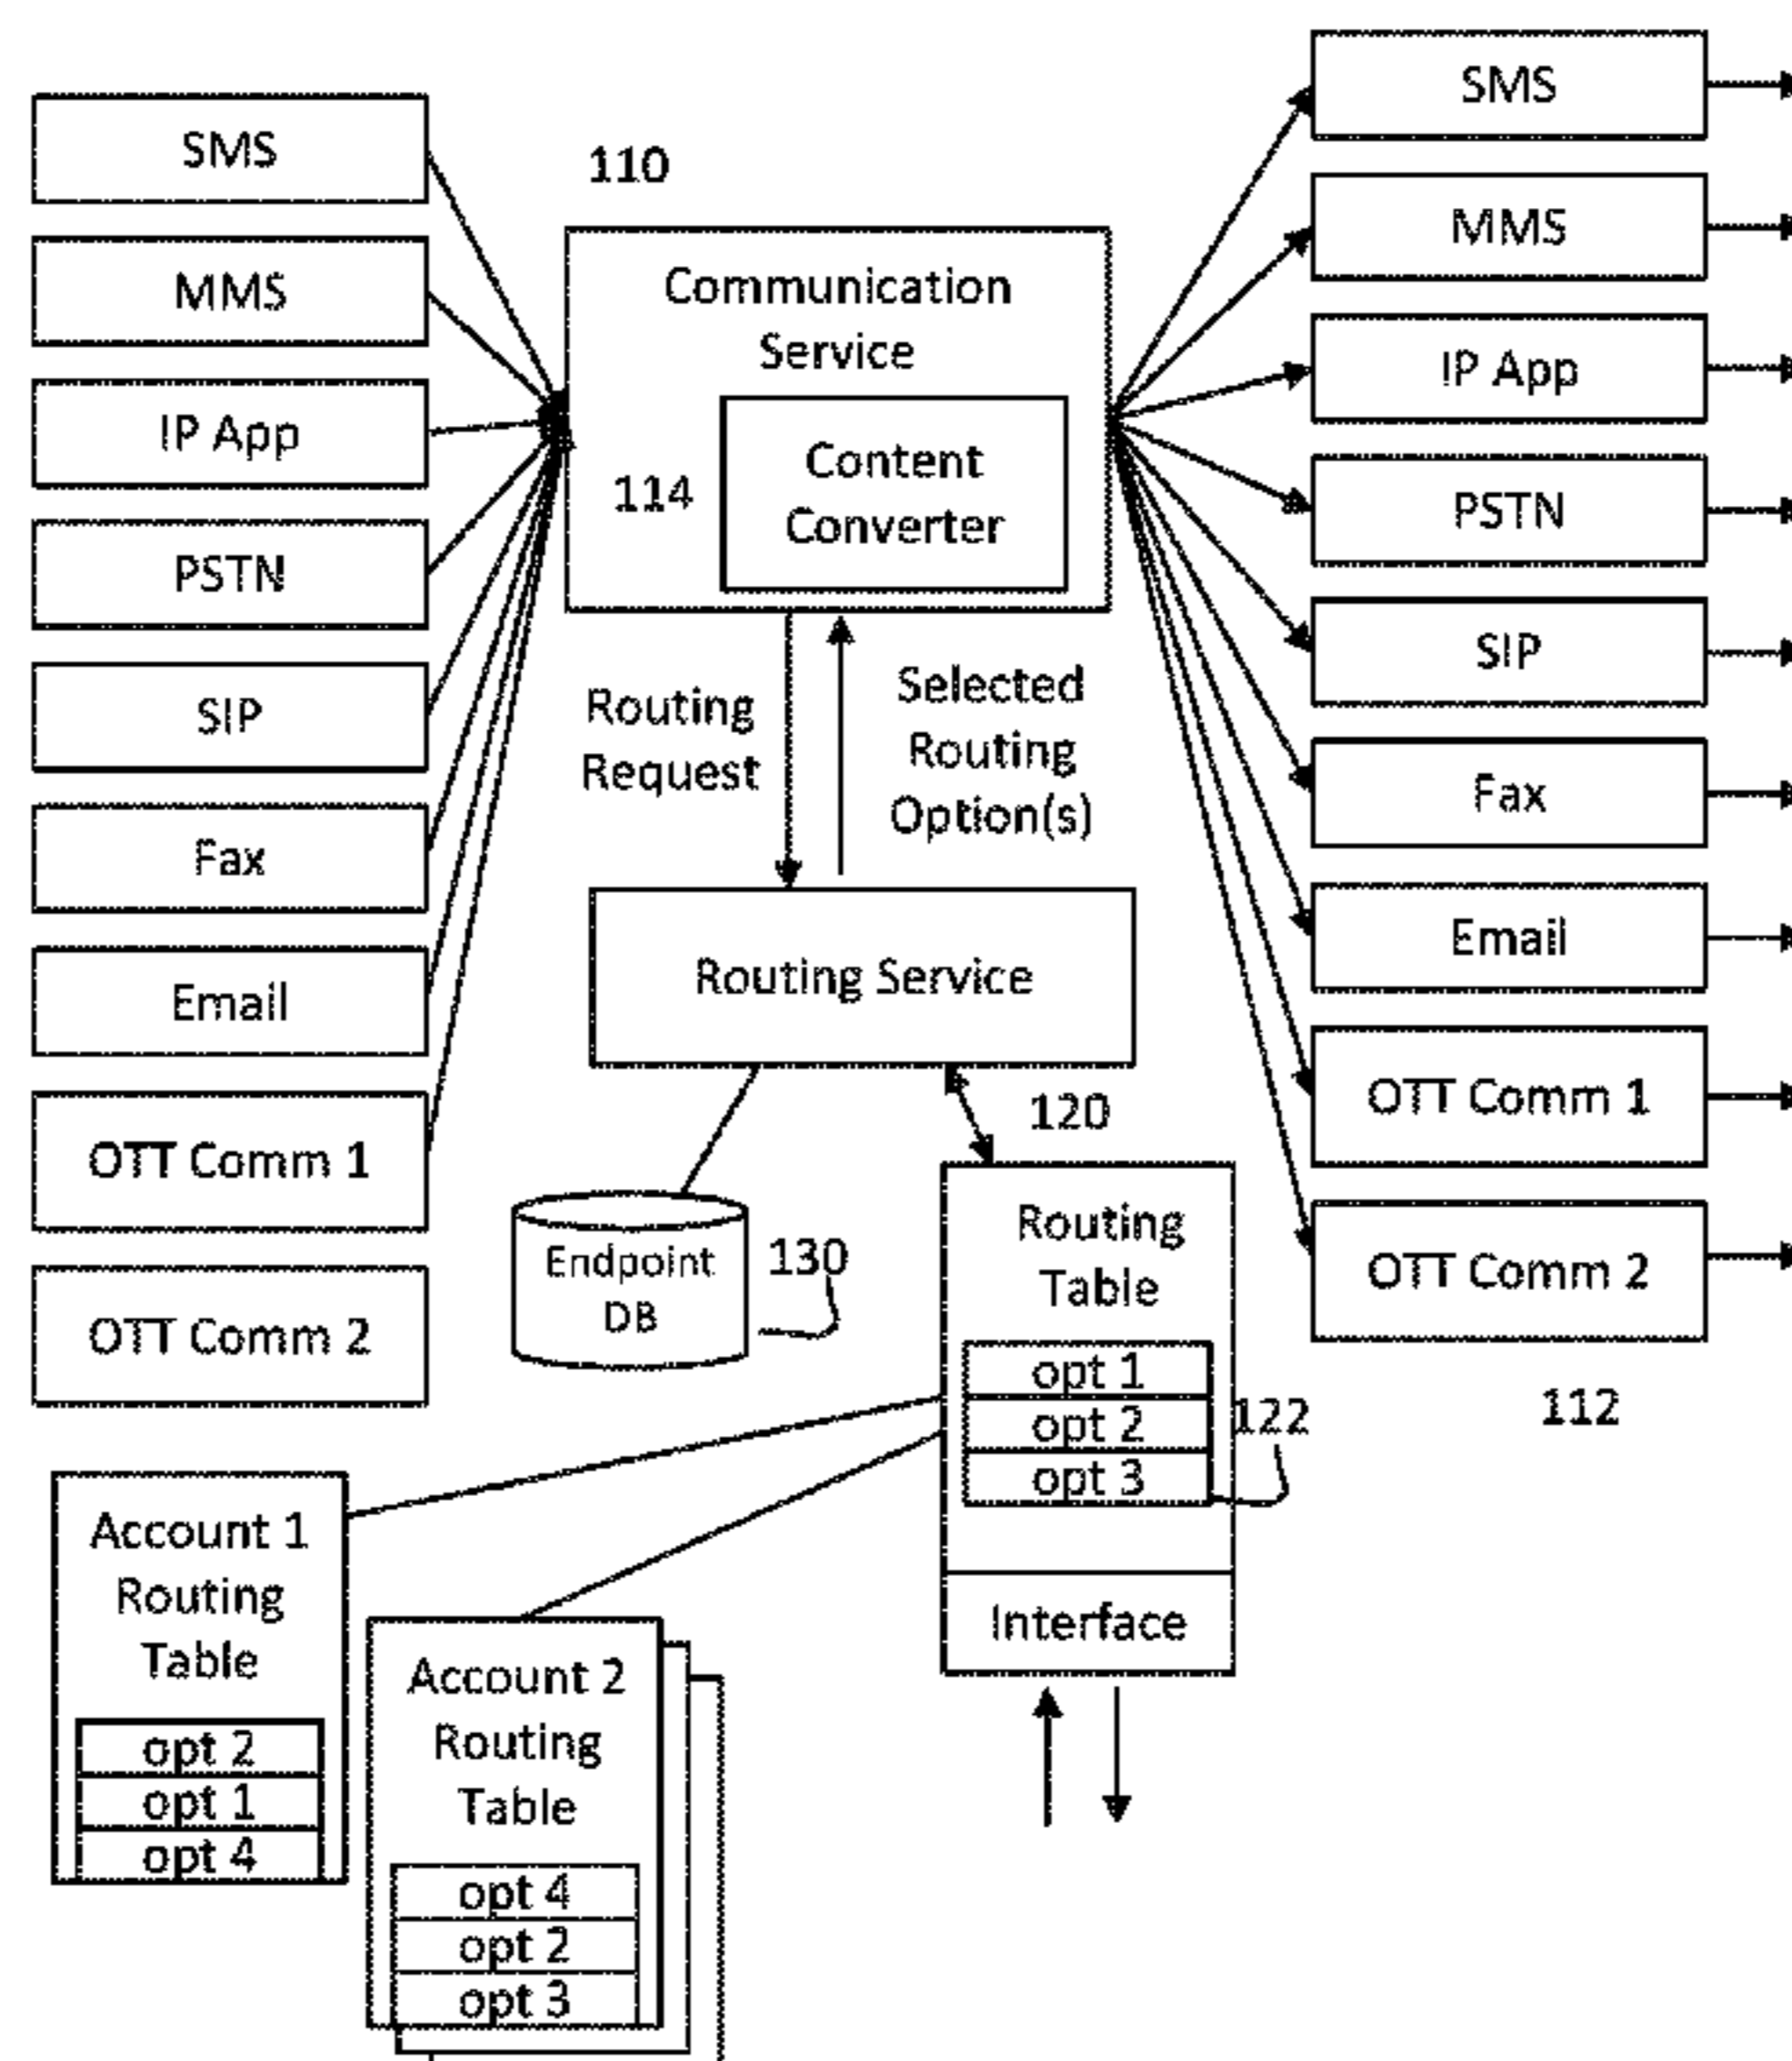 SMS
MMS
IP App
PSTN
SIP
Fax
Email
OTT Comm 1
OTT Comm 2
110
Communication
Service
114
Content
Converter
Routing
Request
Selected
Routing
Option(s)
Routing Service
120
Endpoint
DB
130
Routing
Table
opt 1
opt 2
opt 3
122
Interface
Account 1
Routing
Table
opt 2
opt 1
opt 4
Account 2
Routing
Table
opt 4
opt 2
opt 3
SMS
MMS
IP App
PSTN
SIP
Fax
Email
OTT Comm 1
OTT Comm 2
112